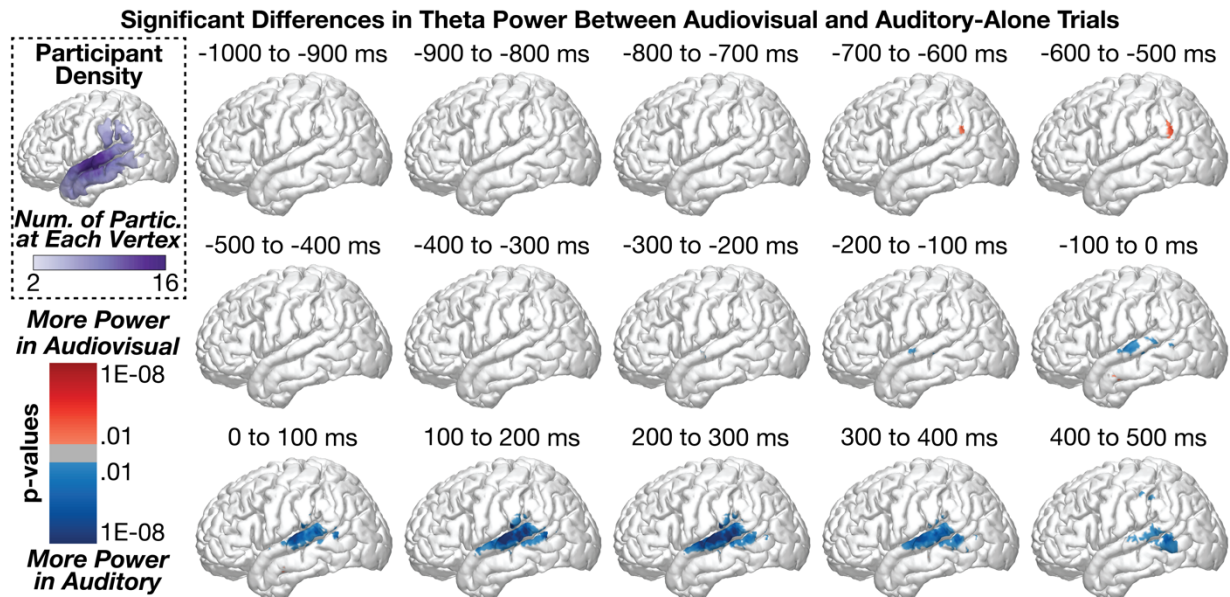 Significant Differences in Theta Power Between Audiovisual and Auditory-Alone Trials
Participant
Density
Num. of Partic.
at Each Vertex
2 16
More Power
in Audiovisual
1E-08
.01
.01
1E-08
p-values
More Power
in Auditory
-1000 to -900 ms
-900 to -800 ms
-800 to -700 ms
-700 to -600 ms
-600 to -500 ms
-500 to -400 ms
-400 to -300 ms
-300 to -200 ms
-200 to -100 ms
-100 to 0 ms
0 to 100 ms
100 to 200 ms
200 to 300 ms
300 to 400 ms
400 to 500 ms